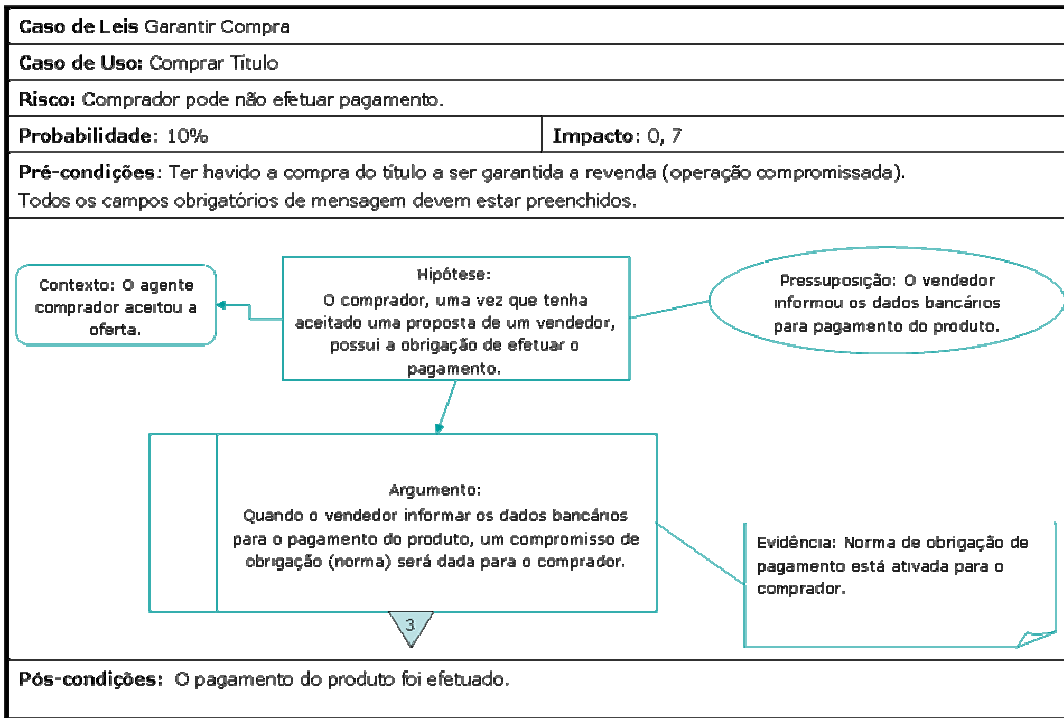 Caso de Leis Garantir Compra
Caso de Uso: Comprar Titulo
Risco: Comprador pode não efetuar pagamento.
Probabilidade: 10%
Impacto: 0, 7
Pré-condições: Ter havido a compra do título a ser garantida a revenda (operação compromissada).
Todos os campos obrigatórios de mensagem devem estar preenchidos.
Contexto: O agente
comprador aceitou a
oferta.
Hipótese:
O comprador, uma vez que tenha
aceitado uma proposta de um vendedor,
possui a obrigação de efetuar o
pagamento.
Pressuposição: O vendedor
informou os dados bancários
para pagamento do produto.
Argumento:
Quando o vendedor informar os dados bancários
para o pagamento do produto, um compromisso de
obrigação (norma) será dada para o comprador.
3
Evidência: Norma de obrigação de
pagamento está ativada para o
comprador.
Pós-condições: O pagamento do produto foi efetuado.